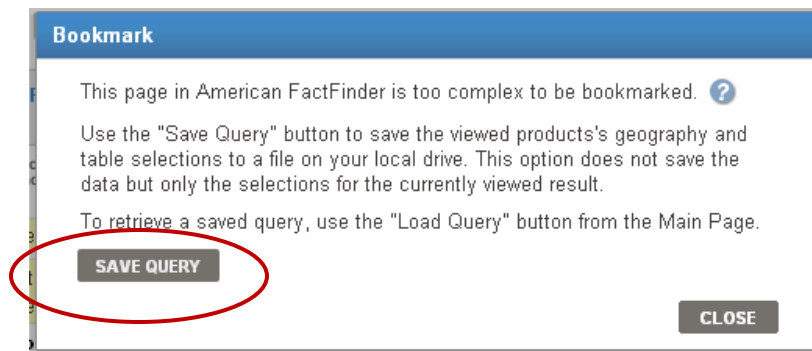 Bookmark
This page in American FactFinder is too complex to be bookmarked. ?
Use the "Save Query" button to save the viewed products's geography and
table selections to a file on your local drive. This option does not save the
data but only the selections for the currently viewed result.
To retrieve a saved query, use the "Load Query" button from the Main Page.
SAVE QUERY
CLOSE